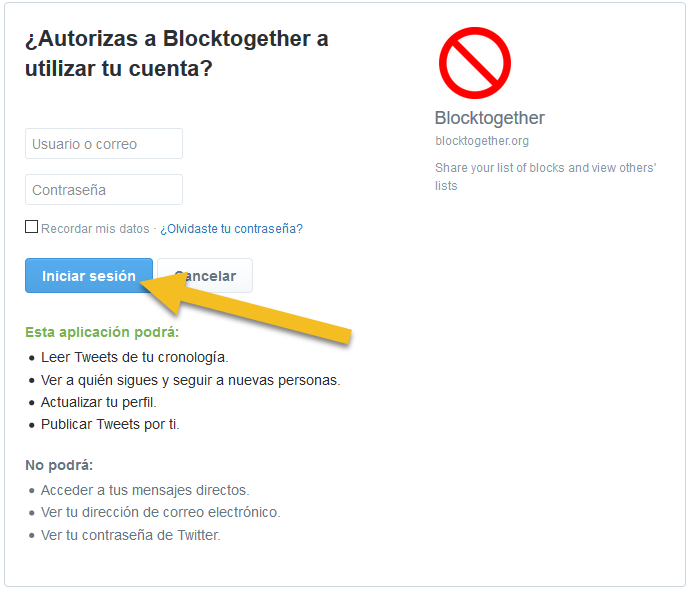 ¿Autorizas a Blocktogether a
utilizar tu cuenta?
Usuario o correo
Contraseña
Recordar mis datos · ¿Olvidaste tu contraseña?
Iniciar sesión
Cancelar
Esta aplicación podrá:
• Leer Tweets de tu cronología.
• Ver a quién sigues y seguir a nuevas personas.
• Actualizar tu perfil.
• Publicar Tweets por ti.
No podrá:
• Acceder a tus mensajes directos.
• Ver tu dirección de correo electrónico.
• Ver tu contraseña de Twitter.
Blocktogether
blocktogether.org
Share your list of blocks and view others'
lists